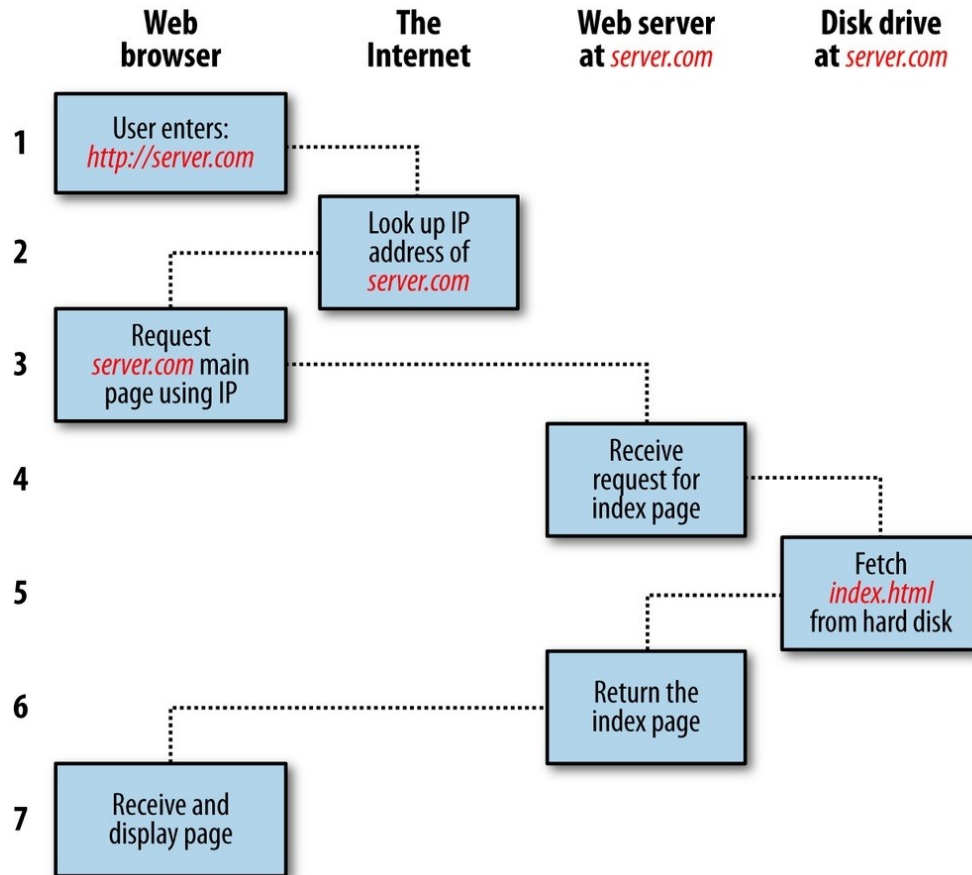 Web
browser
The
Internet
Web server
at server.com
Disk drive
at server.com
1
User enters:
http://server.com
2
Look up IP
address of
server.com
3
Request
server.com main
page using IP
4
Receive
request for
index page
5
Fetch
index.html
from hard disk
6
Return the
index page
7
Receive and
display page